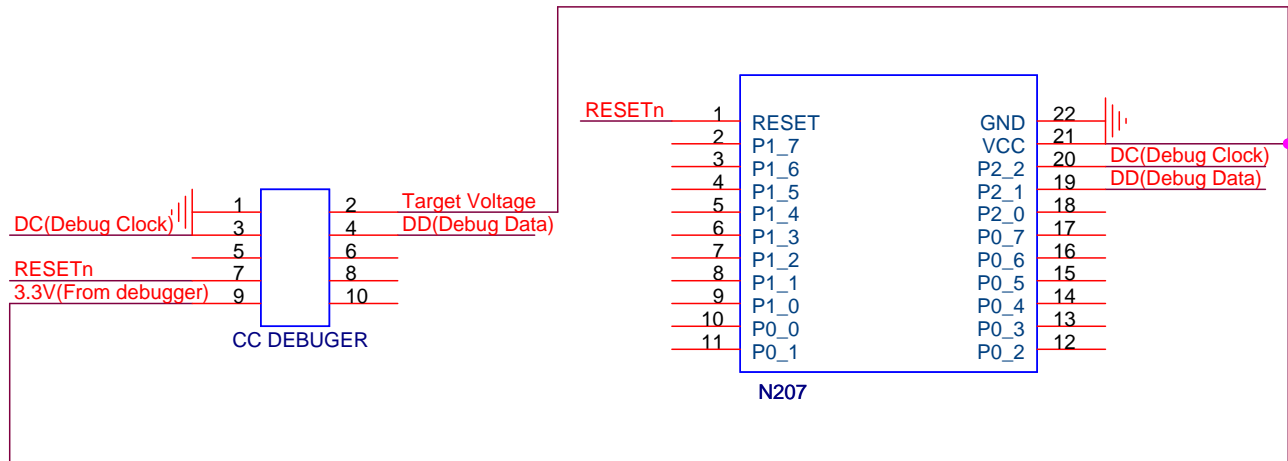 RESETn
1
RESET
GND
22
2
P1_7
VCC
21
3
P1_6
P2_2
20
DC(Debug Clock)
4
P1_5
P2_1
19
DD(Debug Data)
5
P1_4
P2_0
18
6
P1_3
P0_7
17
7
P1_2
P0_6
16
8
P1_1
P0_5
15
9
P1_0
P0_4
14
10
P0_0
P0_3
13
11
P0_1
P0_2
12
N207
1
2
Target Voltage
DC(Debug Clock)
3
4
DD(Debug Data)
5
6
RESETn
7
8
3.3V(From debugger)
9
10
CC DEBUGER